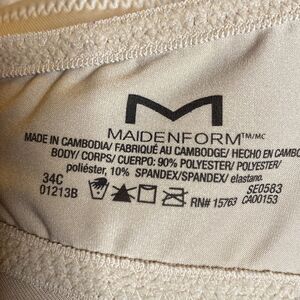 MAIDENFORM™/MC
MADE IN CAMBODIA/ FABRIQUÉ AU CAMBODGE/ HECHO EN CAMBO
BODY/ CORPS/ CUERPO: 90% POLYESTER/ POLYESTER/
poliéster, 10% SPANDEX/SPANDEX/ elastano.
34C
SE0583
01213B
RN# 15763 CA00153